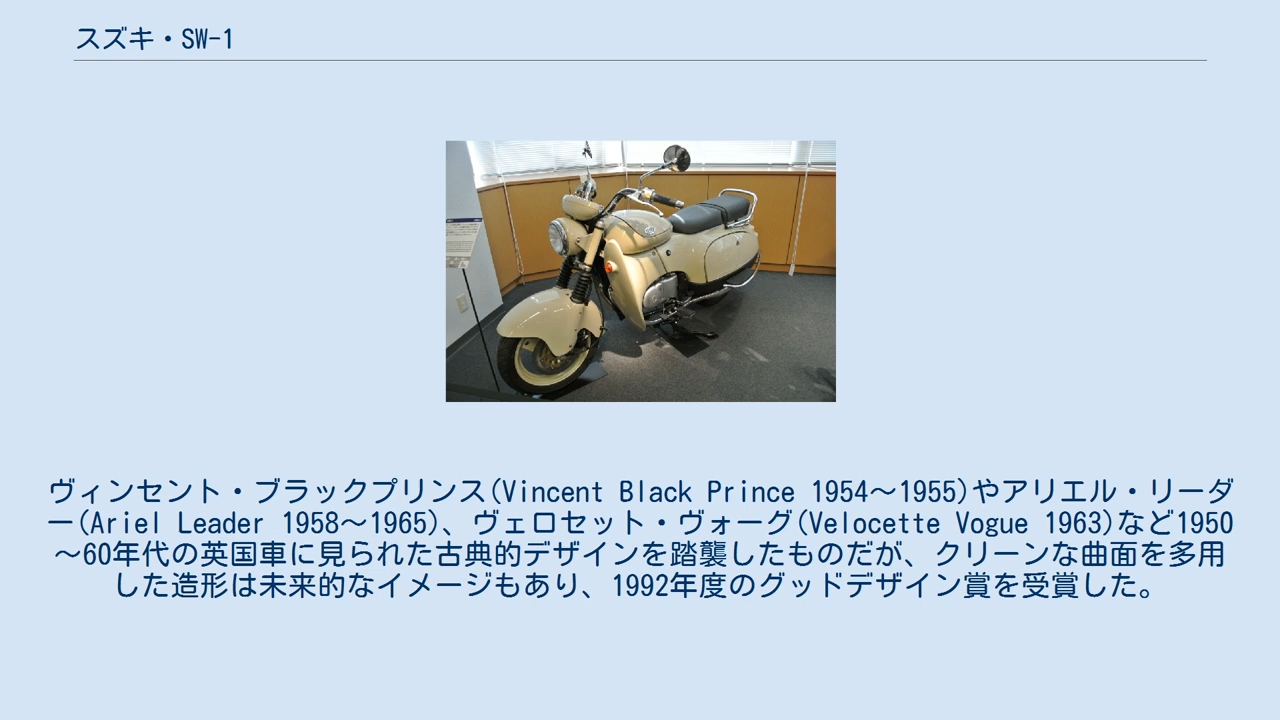 スズキ・SW-1
ヴィンセント・ブラックプリンス(Vincent Black Prince 1954～1955)やアリエル・リーダ
ー(Ariel Leader 1958～1965)、ヴェロセット・ヴォーグ(Velocette Vogue 1963)など1950
～60年代の英国車に見られた古典的デザインを踏襲したものだが、クリーンな曲面を多用
した造形は未来的なイメージもあり、1992年度のグッドデザイン賞を受賞した。